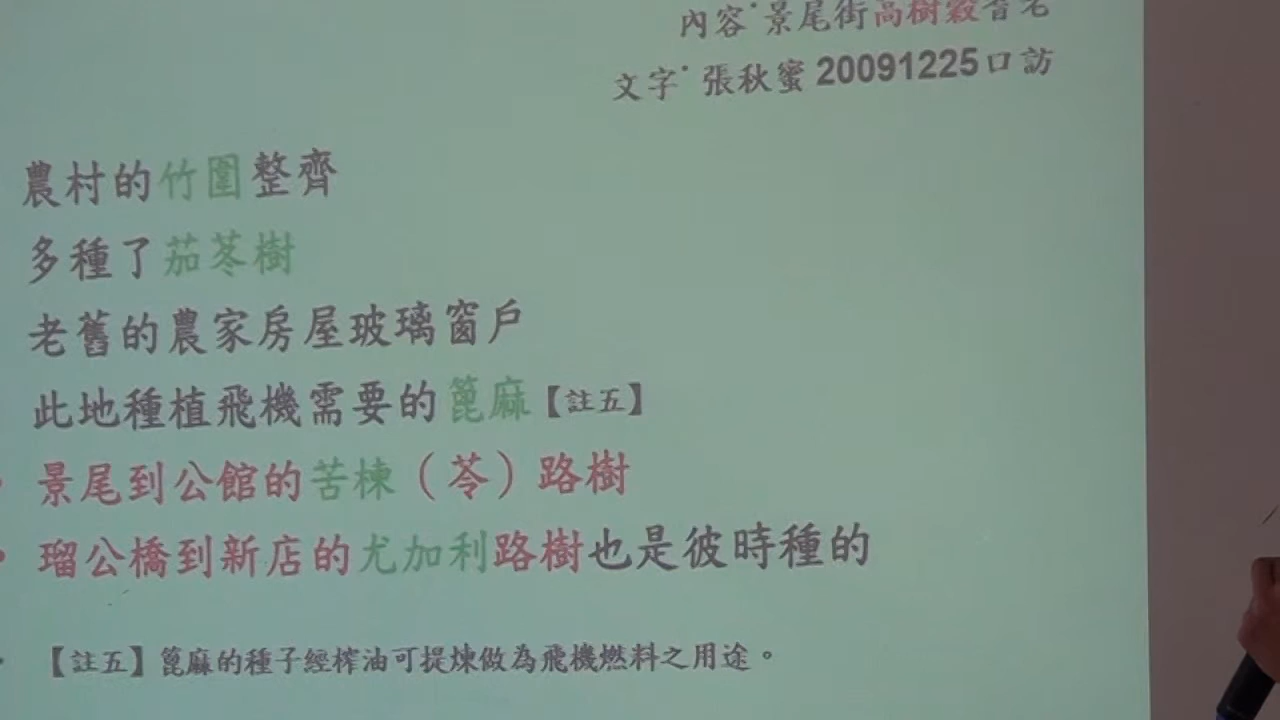 內容:景尾街高樹穀耆老
文字:張秋蜜20091225口訪
農村的竹圍整齊
多種了茄苳樹
老舊的農家房屋玻璃窗戶
此地種植飛機需要的篦麻【註五】
景尾到公館的苦楝（苓）路樹
瑠公橋到新店的尤加利路樹也是彼時種的
【註五】篦麻的種子經榨油可提煉做為飛機燃料之用途。